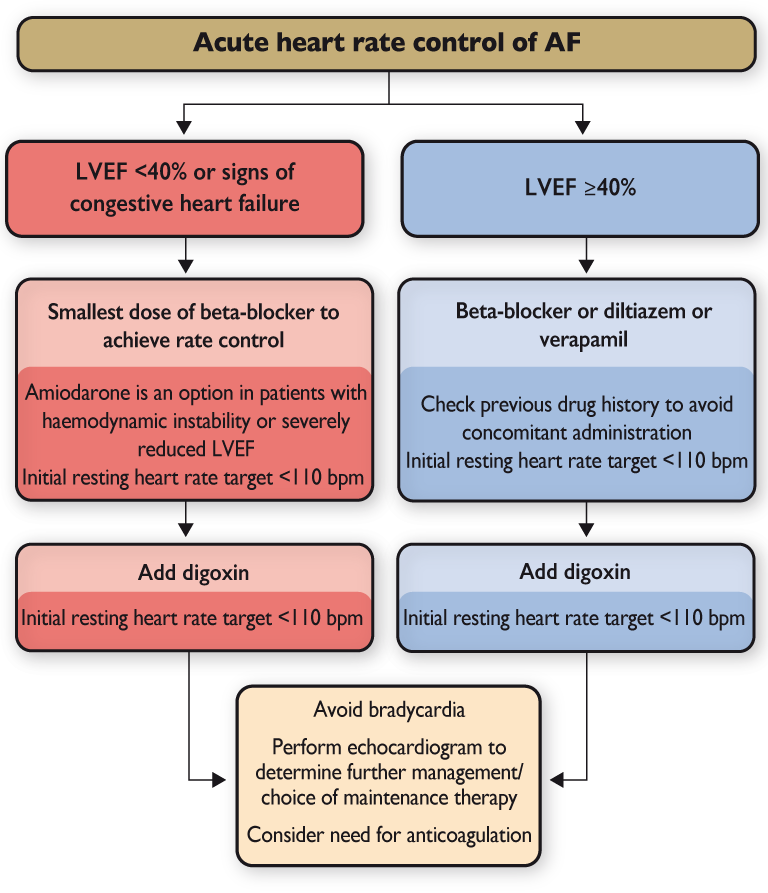 Acute heart rate control of AF
LVEF <40% or signs of
congestive heart failure
LVEF ≥40%
Smallest dose of beta-blocker to
achieve rate control
Amiodarone is an option in patients with
haemodynamic instability or severely
reduced LVEF
Initial resting heart rate target <110 bpm
Beta-blocker or diltiazem or
verapamil
Check previous drug history to avoid
concomitant administration
Initial resting heart rate target <110 bpm
Add digoxin
Initial resting heart rate target <110 bpm
Add digoxin
Initial resting heart rate target <110 bpm
Avoid bradycardia
Perform echocardiogram to
determine further management/
choice of maintenance therapy
Consider need for anticoagulation